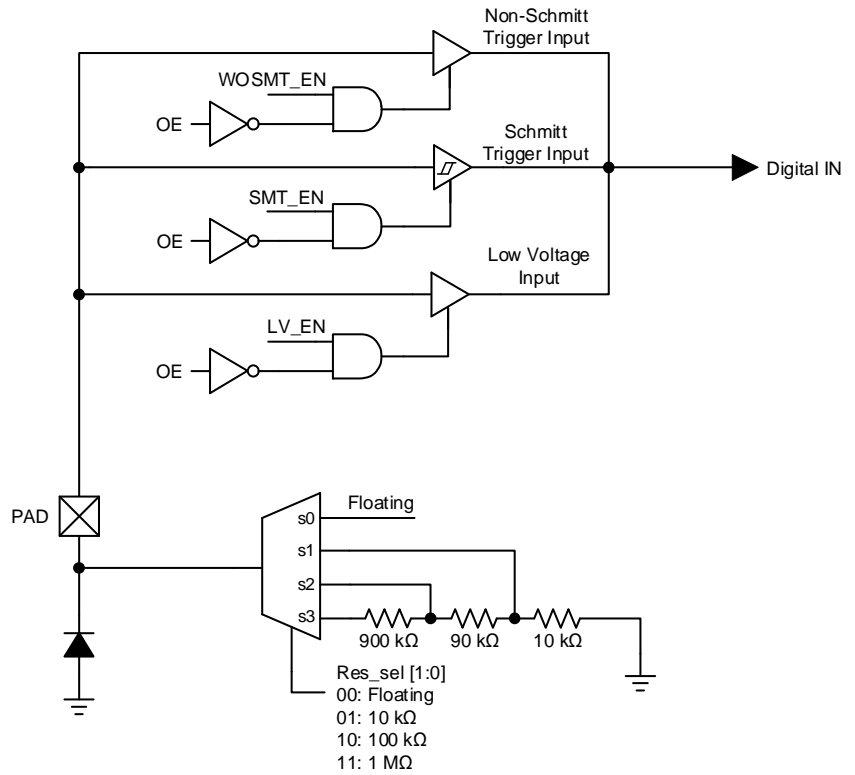 Non-Schmitt
Trigger Input
WOSMT_EN
OE
Schmitt
Trigger Input
Digital IN
SMT_EN
OE
Low Voltage
Input
LV_EN
OE
PAD
Floating
s0
s1
s2
s3
900 kΩ
90 kΩ
10 kΩ
Res_sel [1:0]
00: Floating
01: 10 kΩ
10: 100 kΩ
11: 1 MΩ